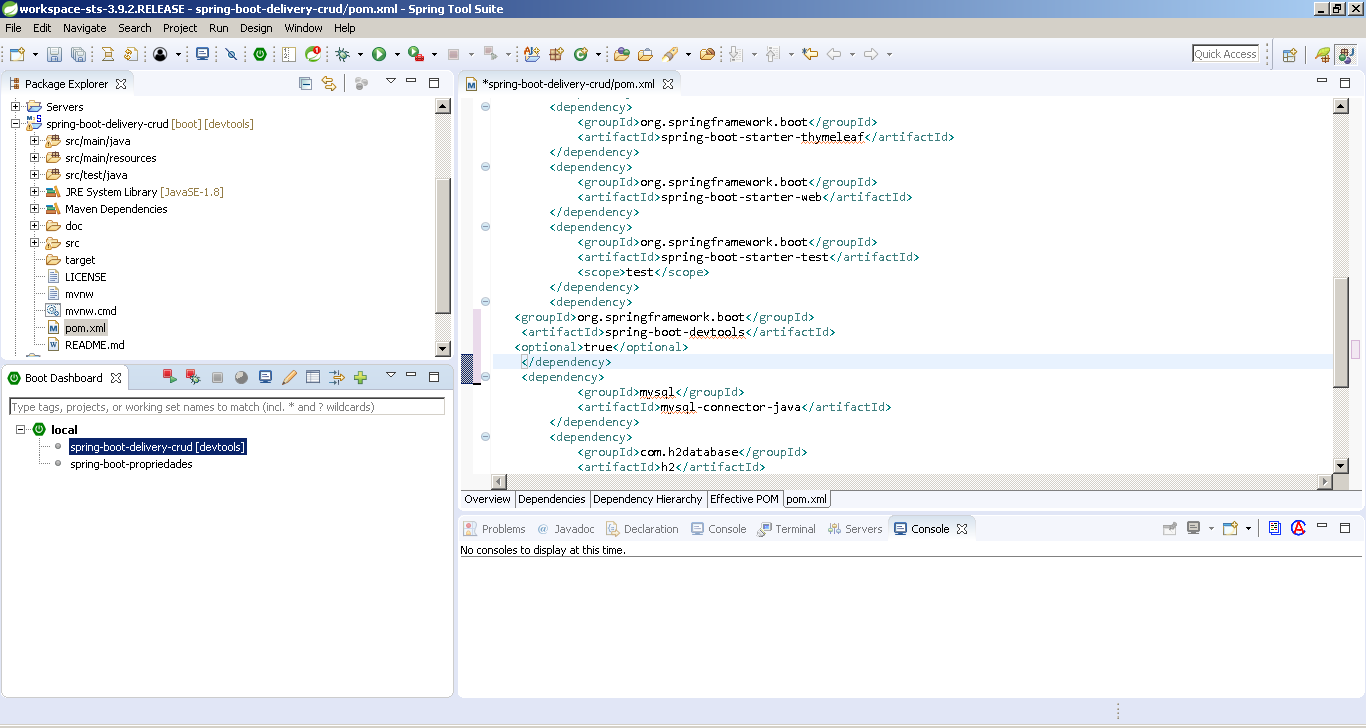 workspace-sts-3.9.2.RELEASE - spring-boot-delivery-crud/pom.xml - Spring Tool Suite
File Edit Navigate Search Project Run Design Window Help
Quick Access
Package Explorer
Servers
spring-boot-delivery-crud [boot] [devtools]
src/main/java
src/main/resources
src/test/java
JRE System Library [JavaSE-1.8]
Maven Dependencies
doc
src
target
LICENSE
mvnw
mvnw.cmd
pom.xml
README.md
Boot Dashboard
Type tags, projects, or working set names to match (incl. * and ? wildcards)
local
spring-boot-delivery-crud [devtools]
spring-boot-propriedades
*spring-boot-delivery-crud/pom.xml
<dependency>
<groupId>org.springframework.boot</groupId>
<artifactId>spring-boot-starter-thymeleaf</artifactId>
</dependency>
<dependency>
<groupId>org.springframework.boot</groupId>
<artifactId>spring-boot-starter-web</artifactId>
</dependency>
<dependency>
<groupId>org.springframework.boot</groupId>
<artifactId>spring-boot-starter-test</artifactId>
<scope>test</scope>
</dependency>
<dependency>
<groupId>org.springframework.boot</groupId>
<artifactId>spring-boot-devtools</artifactId>
<optional>true</optional>
</dependency>
<dependency>
<groupId>mysql</groupId>
<artifactId>mysql-connector-java</artifactId>
</dependency>
<dependency>
<groupId>com.h2database</groupId>
<artifactId>h2</artifactId>
Overview Dependencies Dependency Hierarchy Effective POM pom.xml
Problems @ Javadoc Declaration Console Terminal Servers Console
No consoles to display at this time.